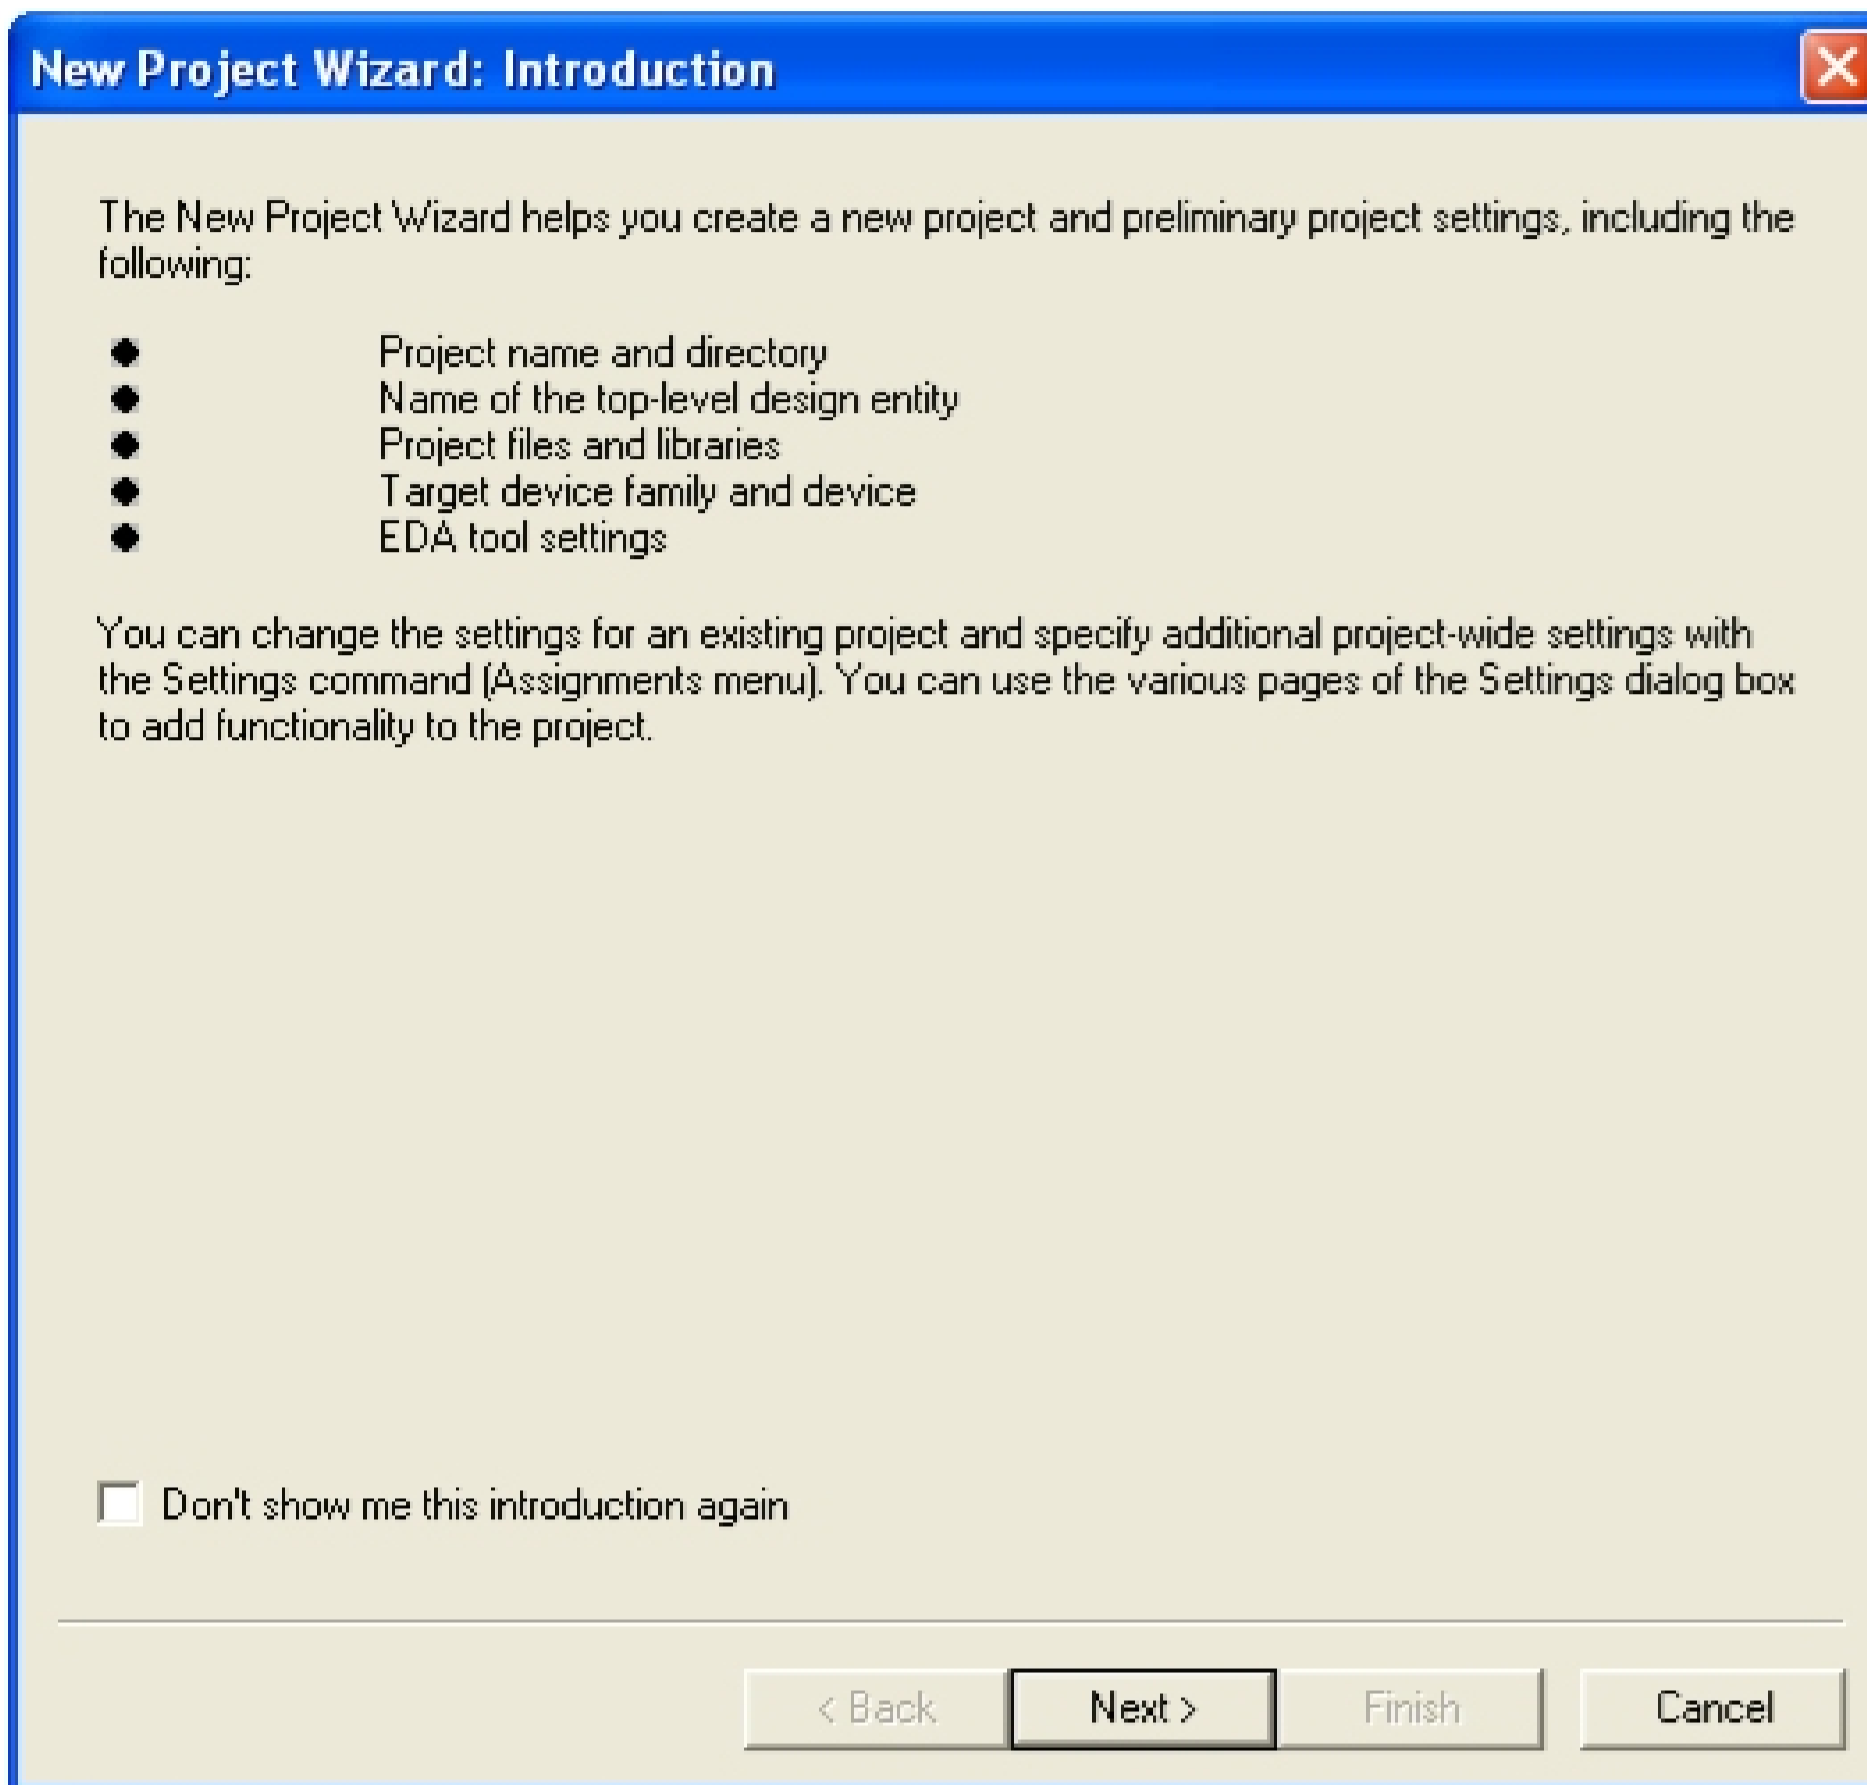 New Project Wizard: Introduction
The New Project Wizard helps you create a new project and preliminary project settings, including the
following:
Project name and directory
Name of the top-level design entity
Project files and libraries
Target device family and device
EDA tool settings
You can change the settings for an existing project and specify additional project-wide settings with
the Settings command (Assignments menu). You can use the various pages of the Settings dialog box
to add functionality to the project.
Don't show me this introduction again
< Back Next > Finish Cancel